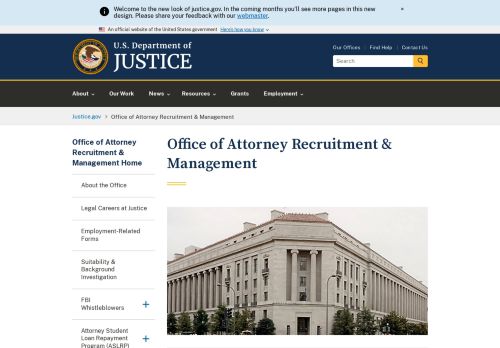 Welcome to the new look of justice.gov. In the coming months you'll see more pages in this new
design. Please share your feedback with our webmaster.
×
An official website of the United States government Here's how you know
U.S. Department of
JUSTICE
Our Offices | Find Help | Contact Us
Search
About
Our Work
News
Resources
Grants
Employment
Justice.gov > Office of Attorney Recruitment & Management
Office of Attorney
Recruitment &
Management Home
About the Office
Legal Careers at Justice
Employment-Related
Forms
Suitability &
Background
Investigation
FBI
Whistleblowers
Attorney Student
Loan Repayment
Program (ASLRP)
Office of Attorney Recruitment &
Management